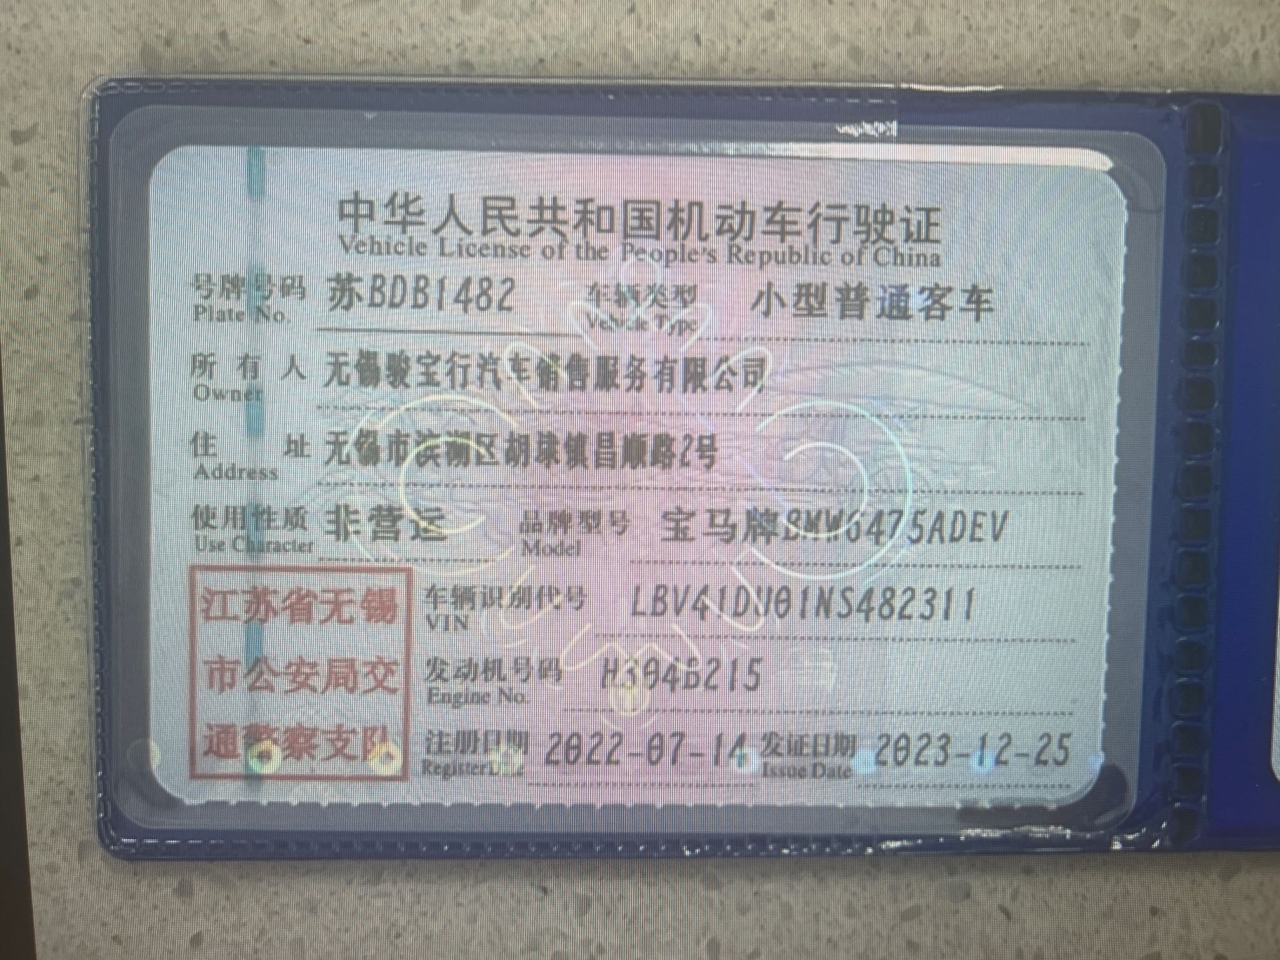 中华人民共和国机动车行驶证
Vehicle License of the People's Republic of China
号牌号码 苏BDB1482 车辆类型 小型普通客车
Plate No. Vehicle Type
所有人 无锡骏宝行汽车销售服务有限公司
Owner
住址 无锡市滨湖区胡埭镇昌顺路2号
Address
使用性质 非营运 品牌型号 宝马牌BMW6475ADEV
Use Character Model
江苏省无锡
市公安局交
通警察支队
车辆识别代号 LBV41DU01NS482311
VIN
发动机号码
Engine No.
注册日期 2022-07-14 发证日期 2023-12-25
Register Date Issue Date